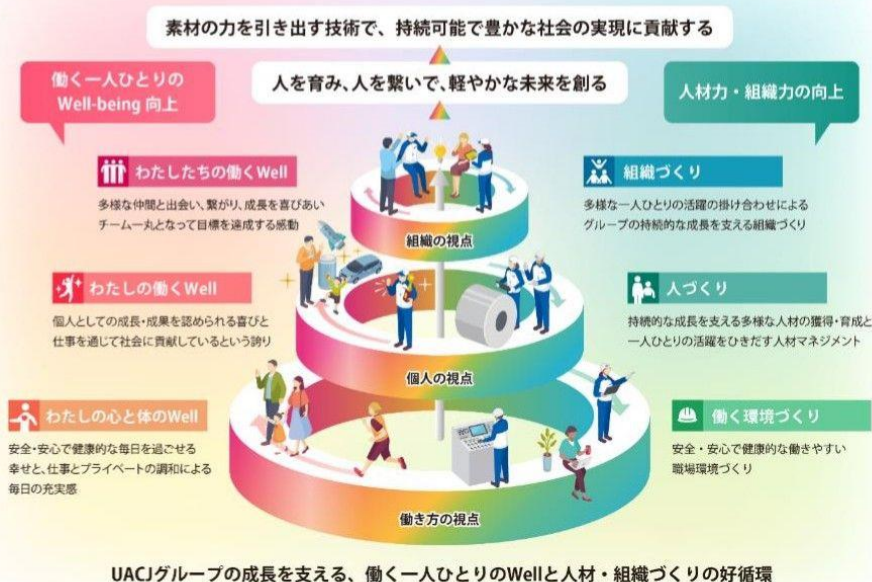 素材の力を引き出す技術で、持続可能で豊かな社会の実現に貢献する
人を育み、人を繋いで、軽やかな未来を創る
働く一人ひとりの
Well-being 向上
人材力・組織力の向上
わたしたちの働くWell
多様な仲間と出会い、繋がり、成長を喜びあい
チーム一丸となって目標を達成する感動
組織づくり
多様な一人ひとりの活躍の掛け合わせによる
グループの持続的な成長を支える組織づくり
組織の視点
わたしの働くWell
個人としての成長・成果を認められる喜びと
仕事を通じて社会に貢献しているという誇り
人づくり
持続的な成長を支える多様な人材の獲得・育成と
一人ひとりの活躍をひきだす人材マネジメント
個人の視点
わたしの心と体のWell
安全・安心で健康的な毎日を過ごせる
幸せと、仕事とプライベートの調和による
毎日の充実感
働く環境づくり
安全・安心で健康的な働きやすい
職場環境づくり
働き方の視点
UACJグループの成長を支える、働く一人ひとりのWellと人材・組織づくりの好循環